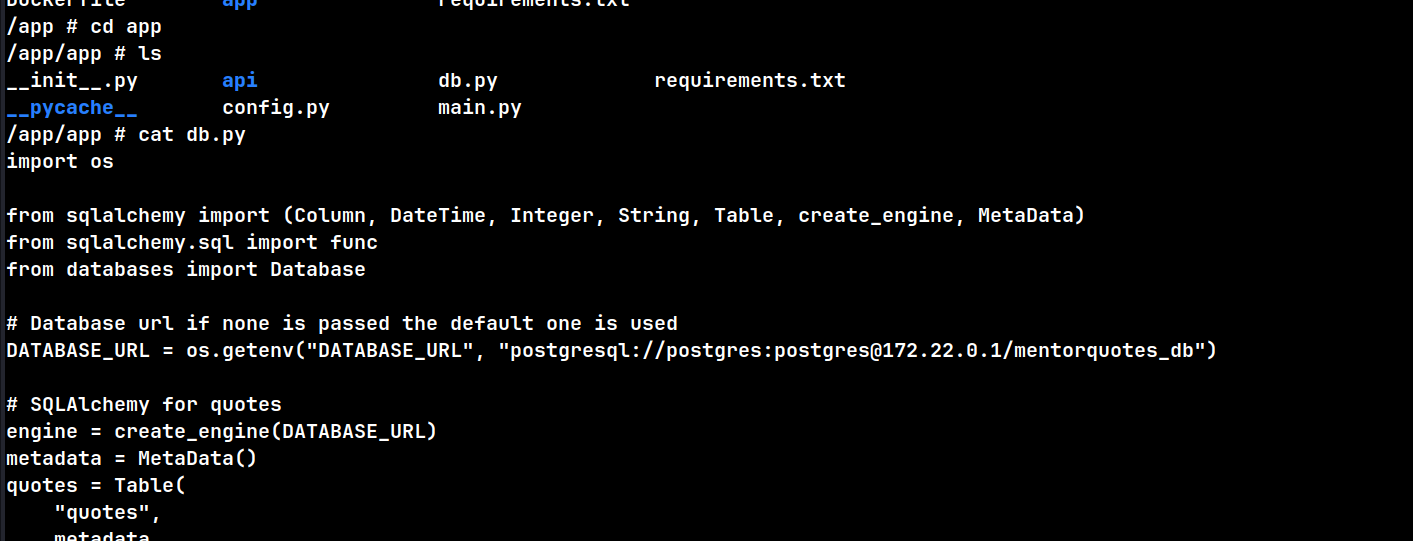 Dockerfile app requirements.txt
/app # cd app
/app/app # ls
__init__.py api db.py requirements.txt
__pycache__ config.py main.py
/app/app # cat db.py
import os
from sqlalchemy import (Column, DateTime, Integer, String, Table, create_engine, MetaData)
from sqlalchemy.sql import func
from databases import Database
# Database url if none is passed the default one is used
DATABASE_URL = os.getenv("DATABASE_URL", "postgresql://postgres:postgres@172.22.0.1/mentorquotes_db")
# SQLAlchemy for quotes
engine = create_engine(DATABASE_URL)
metadata = MetaData()
quotes = Table(
"quotes",
metadata